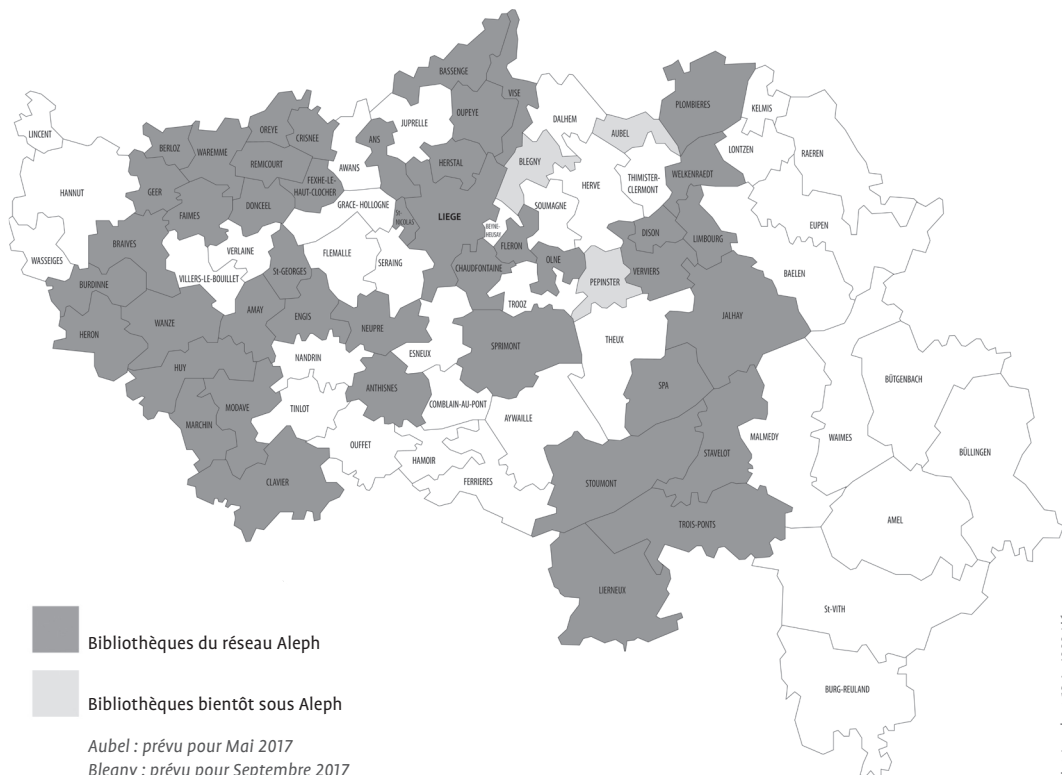 BASSENGE
VISE
LINCENT
OUPEYE
PLOMBIERES
KELMIS
DALHEM
JUPRELLE
OREYE
CRISNEE
ANS
AUBEL
BERLOZ
WAREMME
AWANS
LONTZEN
RAEREN
HERSTAL
BLEGNY
REMICOURT
WELKENRAEDT
THIMISTER-
CLERMONT
HANNUT
GEER
FEXHE-LE-
HAUT-CLOCHER
HERVE
DONCEEL
GRACE- HOLLOGNE
SOUMAGNE
FAIMES
ST-
NICOLAS
LIEGE
EUPEN
BEYNE-
HEUSAY
DISON
LIMBOURG
BRAIVES
VERLAINE
FLEMALLE
FLERON
WASSEIGES
SERAING
OLNE
CHAUDFONTAINE
VERVIERS
BAELEN
VILLERS-LE-BOUILLET
St-GEORGES
PEPINSTER
BURDINNE
TROOZ
AMAY
ENGIS
JALHAY
WANZE
NEUPRE
HERON
THEUX
SPRIMONT
ESNEUX
NANDRIN
HUY
BÜTGENBACH
SPA
ANTHISNES
MODAVE
COMBLAIN-AU-PONT
TINLOT
AYWAILLE
MARCHIN
MALMEDY
WAIMES
OUFFET
STAVELOT
BÜLLINGEN
HAMOIR
CLAVIER
FERRIERES
STOUMONT
AMEL
TROIS-PONTS
LIERNEUX
St-VITH
BURG-REULAND
Bibliothèques du réseau Aleph
Bibliothèques bientôt sous Aleph
Aubel : prévu pour Mai 2017
Blegny : prévu pour Septembre 2017